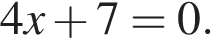 4x + 7 = 0.